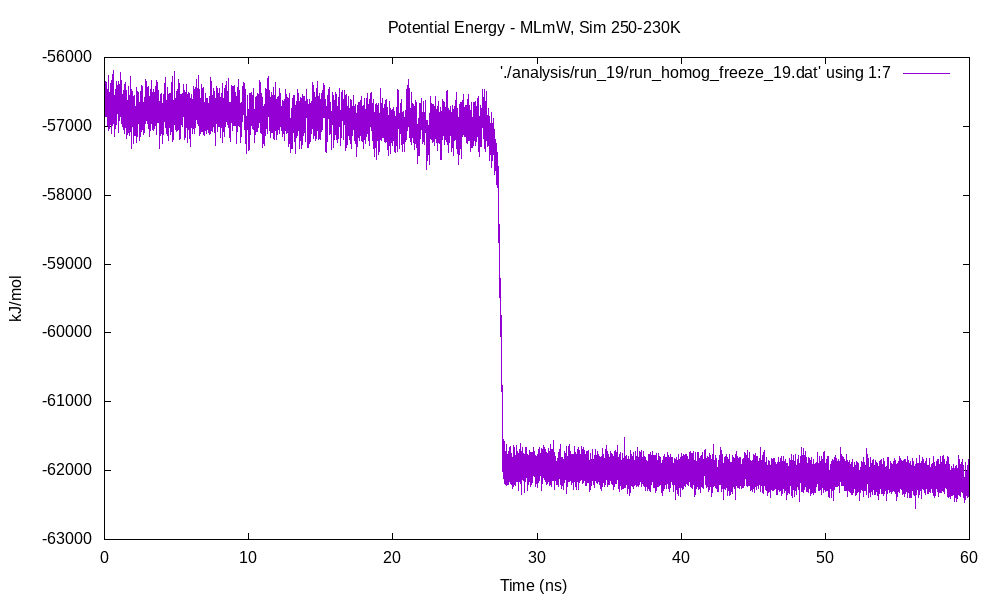 Potential Energy - MLmW, Sim 250-230K
'./analysis/run_19/run_homog_freeze_19.dat' using 1:7
-56000
-57000
-58000
-59000
-60000
-61000
-62000
-63000
kJ/mol
0 10 20 30 40 50 60
Time (ns)